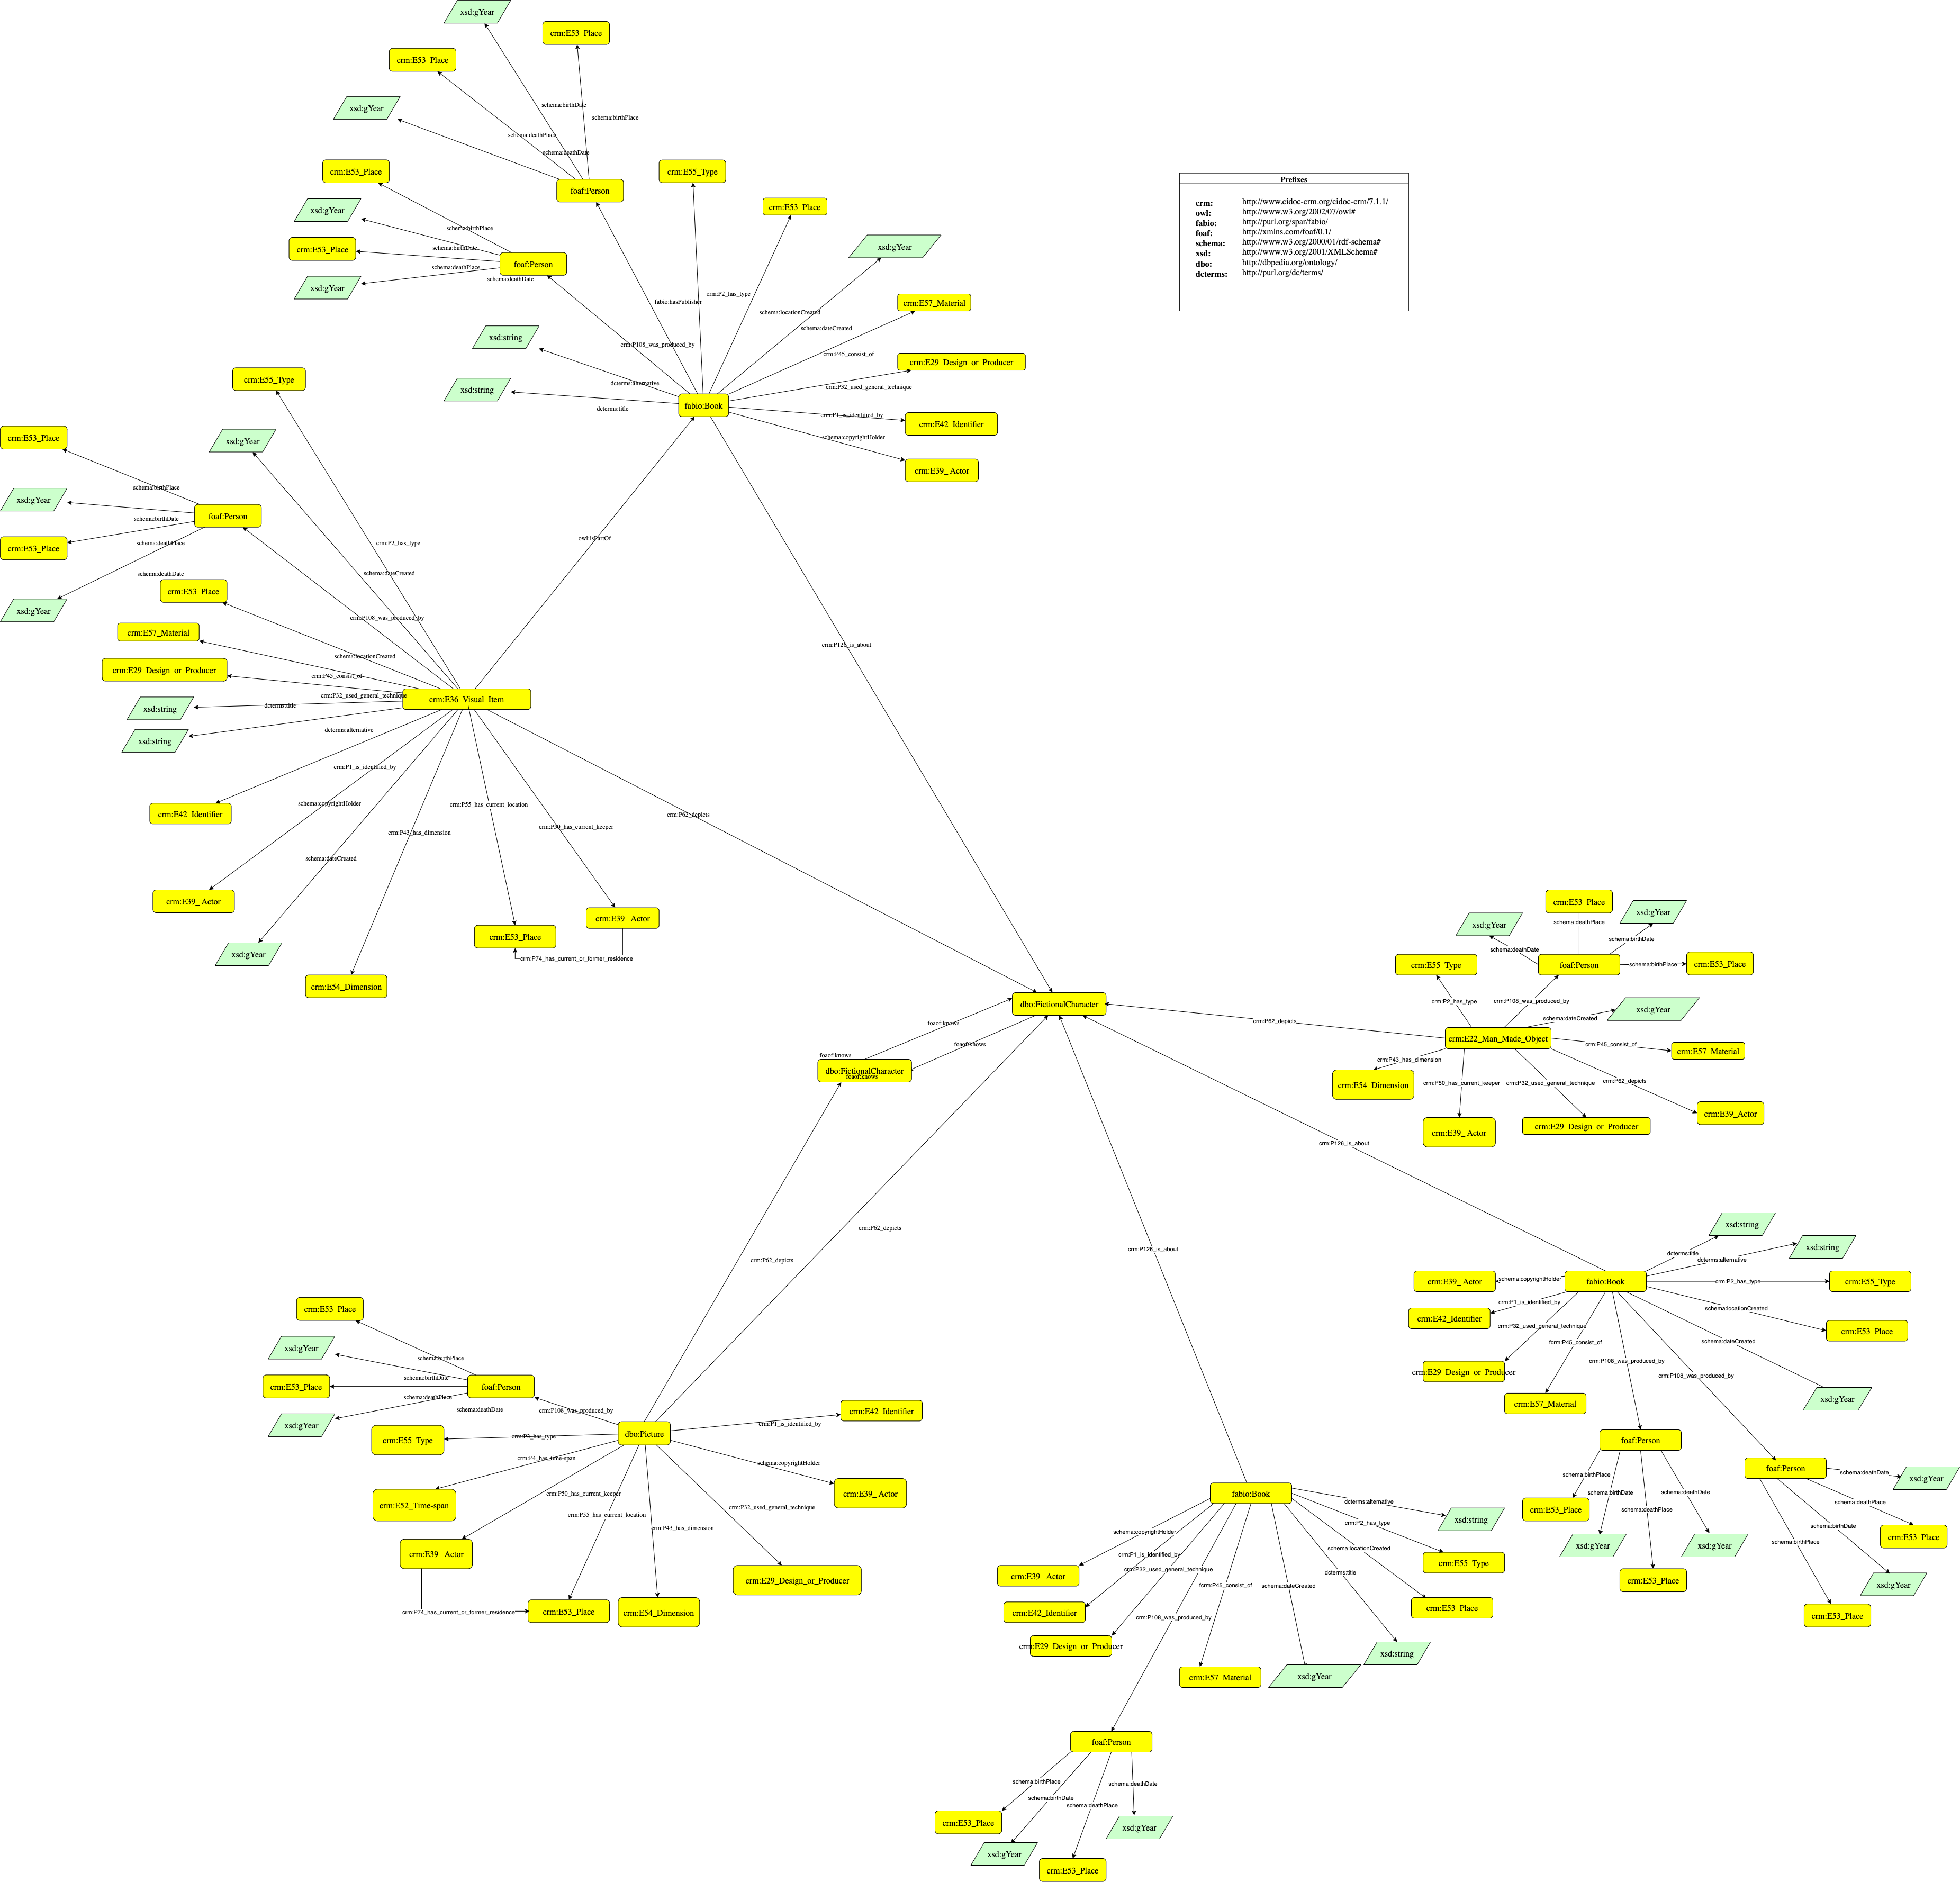 xsd:gYear
crm:E53_Place
crm:E53_Place
xsd:gYear
schema:birthDate
schema:birthPlace
schema:deathPlace
schema:deathDate
foaf:Person
crm:E53_Place
xsd:gYear
crm:E53_Place
xsd:gYear
schema:birthPlace
schema:birthDate
schema:deathPlace
schema:deathDate
foaf:Person
crm:E55_Type
crm:E53_Place
xsd:gYear
crm:E57_Material
crm:E29_Design_or_Producer
crm:E42_Identifier
crm:E39_ Actor
fabio:hasPublisher
crm:P2_has_type
schema:locationCreated
schema:dateCreated
crm:P45_consist_of
crm:P32_used_general_technique
crm:P1_is_identified_by
schema:copyrightHolder
crm:P108_was_produced_by
xsd:string
dcterms:alternative
xsd:string
dcterms:title
fabio:Book
Prefixes
crm: http://www.cidoc-crm.org/cidoc-crm/7.1.1/
owl: http://www.w3.org/2002/07/owl#
fabio: http://purl.org/spar/fabio/
foaf: http://xmlns.com/foaf/0.1/
schema: http://www.w3.org/2000/01/rdf-schema#
xsd: http://www.w3.org/2001/XMLSchema#
dbo: http://dbpedia.org/ontology/
dcterms: http://purl.org/dc/terms/
crm:E55_Type
xsd:gYear
crm:E53_Place
xsd:gYear
crm:E53_Place
xsd:gYear
schema:birthPlace
schema:birthDate
schema:deathPlace
schema:deathDate
foaf:Person
crm:P2_has_type
schema:dateCreated
crm:P108_was_produced_by
owl:isPartOf
crm:P126_is_about
crm:E53_Place
crm:E57_Material
crm:E29_Design_or_Producer
xsd:string
xsd:string
schema:locationCreated
crm:P45_consist_of
crm:P32_used_general_technique
dcterms:title
dcterms:alternative
crm:E36_Visual_Item
crm:P1_is_identified_by
schema:copyrightHolder
schema:dateCreated
crm:P43_has_dimension
crm:P55_has_current_location
crm:P50_has_current_keeper
crm:P62_depicts
crm:E42_Identifier
crm:E39_ Actor
xsd:gYear
crm:E54_Dimension
crm:E53_Place
crm:E39_ Actor
crm:P74_has_current_or_former_residence
dbo:FictionalCharacter
foaof:knows
foaof:knows
foaof:knows
dbo:FictionalCharacter
foaof:knows
crm:E53_Place
xsd:gYear
xsd:gYear
schema:deathPlace
schema:birthDate
schema:deathDate
foaf:Person
schema:birthPlace
crm:E53_Place
crm:E55_Type
crm:P2_has_type
crm:P108_was_produced_by
schema:dateCreated
xsd:gYear
crm:P62_depicts
crm:E22_Man_Made_Object
crm:P45_consist_of
crm:E57_Material
crm:P43_has_dimension
crm:E54_Dimension
crm:P50_has_current_keeper
crm:P32_used_general_technique
crm:P62_depicts
crm:E39_Actor
crm:E39_ Actor
crm:E29_Design_or_Producer
crm:P126_is_about
xsd:string
xsd:string
dcterms:title
dcterms:alternative
crm:E39_ Actor
schema:copyrightHolder
fabio:Book
crm:P2_has_type
crm:E55_Type
crm:P1_is_identified_by
crm:E42_Identifier
schema:locationCreated
crm:E53_Place
crm:P32_used_general_technique
fcrm:P45_consist_of
schema:dateCreated
crm:E29_Design_or_Producer
crm:P108_was_produced_by
crm:P108_was_produced_by
crm:E57_Material
xsd:gYear
foaf:Person
schema:birthPlace
schema:birthDate
schema:deathPlace
schema:deathDate
crm:E53_Place
xsd:gYear
crm:E53_Place
xsd:gYear
foaf:Person
schema:deathDate
xsd:gYear
schema:deathPlace
crm:E53_Place
schema:birthDate
xsd:gYear
schema:birthPlace
crm:E53_Place
crm:P62_depicts
crm:P62_depicts
crm:P126_is_about
crm:E53_Place
xsd:gYear
crm:E53_Place
xsd:gYear
schema:birthPlace
schema:birthDate
schema:deathPlace
schema:deathDate
foaf:Person
crm:P108_was_produced_by
dbo:Picture
crm:P1_is_identified_by
crm:E42_Identifier
crm:E55_Type
crm:P2_has_type
crm:P4_has_time-span
crm:E52_Time-span
schema:copyrightHolder
crm:E39_ Actor
crm:P50_has_current_keeper
crm:P55_has_current_location
crm:P43_has_dimension
crm:P32_used_general_technique
crm:E39_ Actor
crm:E29_Design_or_Producer
crm:P74_has_current_or_former_residence
crm:E53_Place
crm:E54_Dimension
fabio:Book
dcterms:alternative
xsd:string
crm:P2_has_type
crm:E55_Type
schema:copyrightHolder
crm:P1_is_identified_by
crm:P32_used_general_technique
schema:locationCreated
crm:E39_ Actor
fcrm:P45_consist_of
schema:dateCreated
dcterms:title
crm:E53_Place
crm:E42_Identifier
crm:P108_was_produced_by
crm:E29_Design_or_Producer
xsd:string
crm:E57_Material
xsd:gYear
foaf:Person
schema:birthPlace
schema:birthDate
schema:deathPlace
schema:deathDate
crm:E53_Place
xsd:gYear
crm:E53_Place
xsd:gYear